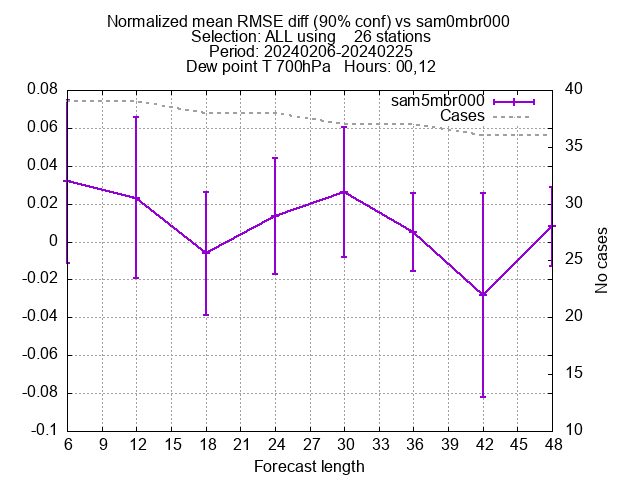 Normalized mean RMSE diff (90% conf) vs sam0mbr000
Selection: ALL using    26 stations
Period: 20240206-20240225
Dew point T 700hPa   Hours: 00,12
sam5mbr000
Cases
0.08
0.06
0.04
0.02
0
-0.02
-0.04
-0.06
-0.08
-0.1
40
35
30
25
20
15
10
No cases
6 9 12 15 18 21 24 27 30 33 36 39 42 45 48
Forecast length